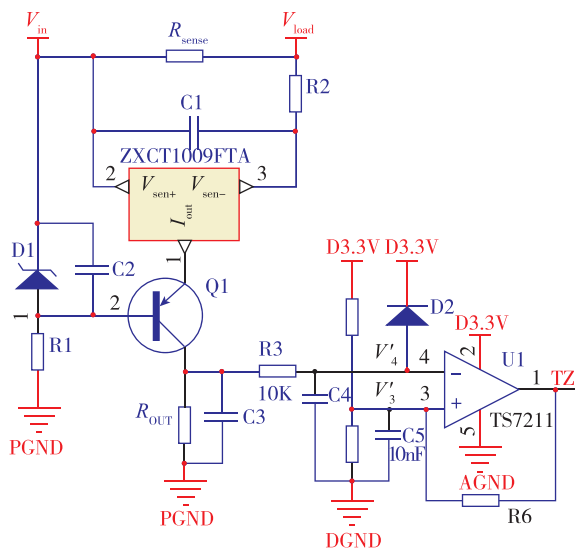 Vin
Rsense
Vload
R2
C1
ZXCT1009FTA
2
3
Vsen+
Vsen−
Iout
1
D1
C2
1
2
Q1
R1
PGND
D3.3V
D3.3V
D2
D3.3V
R3
10K
V'4
4
2
U1
−
C4
V'3
3
+
1
TZ
TS7211
ROUT
C3
C5
10nF
5
AGND
R6
PGND
DGND